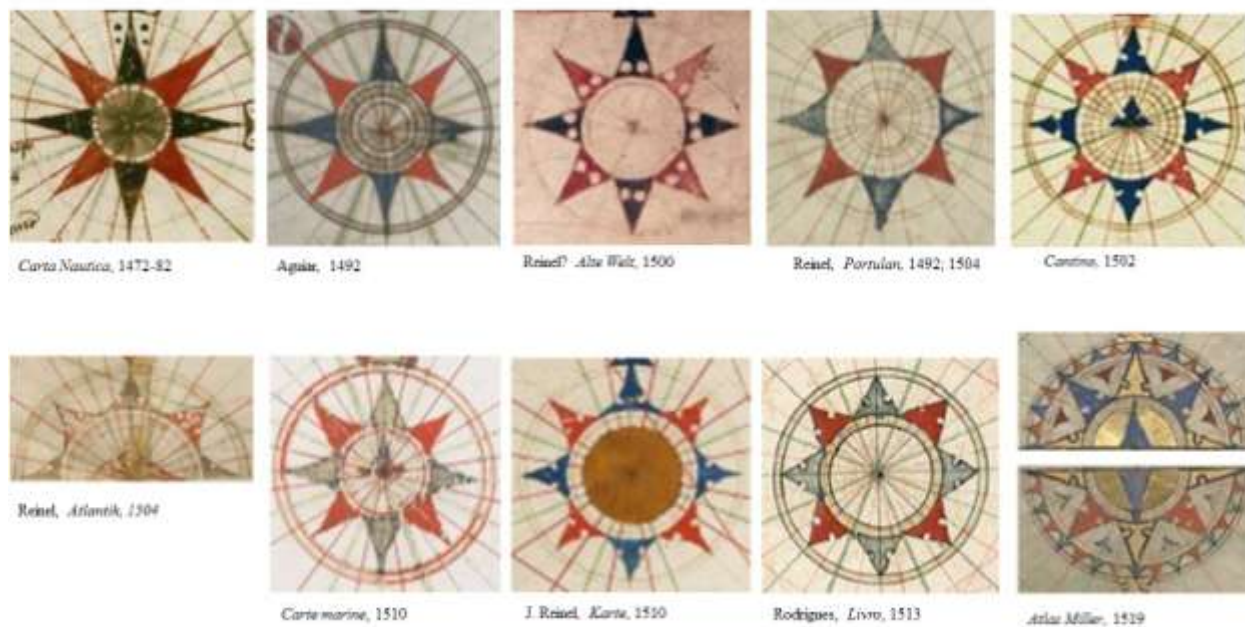 Carta Nautica, 1472-82
Aguiar, 1492
Reinel? Alte Welt, 1500
Reinel, Portulan, 1492; 1504
Cantino, 1502
Reinel, Atlantik, 1504
Carte marine, 1510
J. Reinel, Karte, 1510
Rodrigues, Livro, 1513
Atlas Miller, 1519